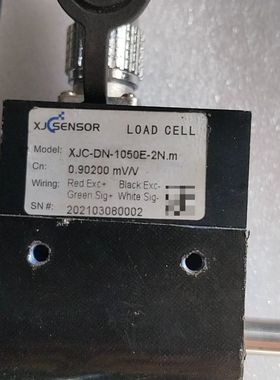 XJCSENSOR LOAD CELL
Model: XJC-DN-1050E-2N.m
Cn: 0.90200 mV/V
Wiring: Red Exc+ Black Exc-
Green Sig+ White Sig-
SN #: 202103080002